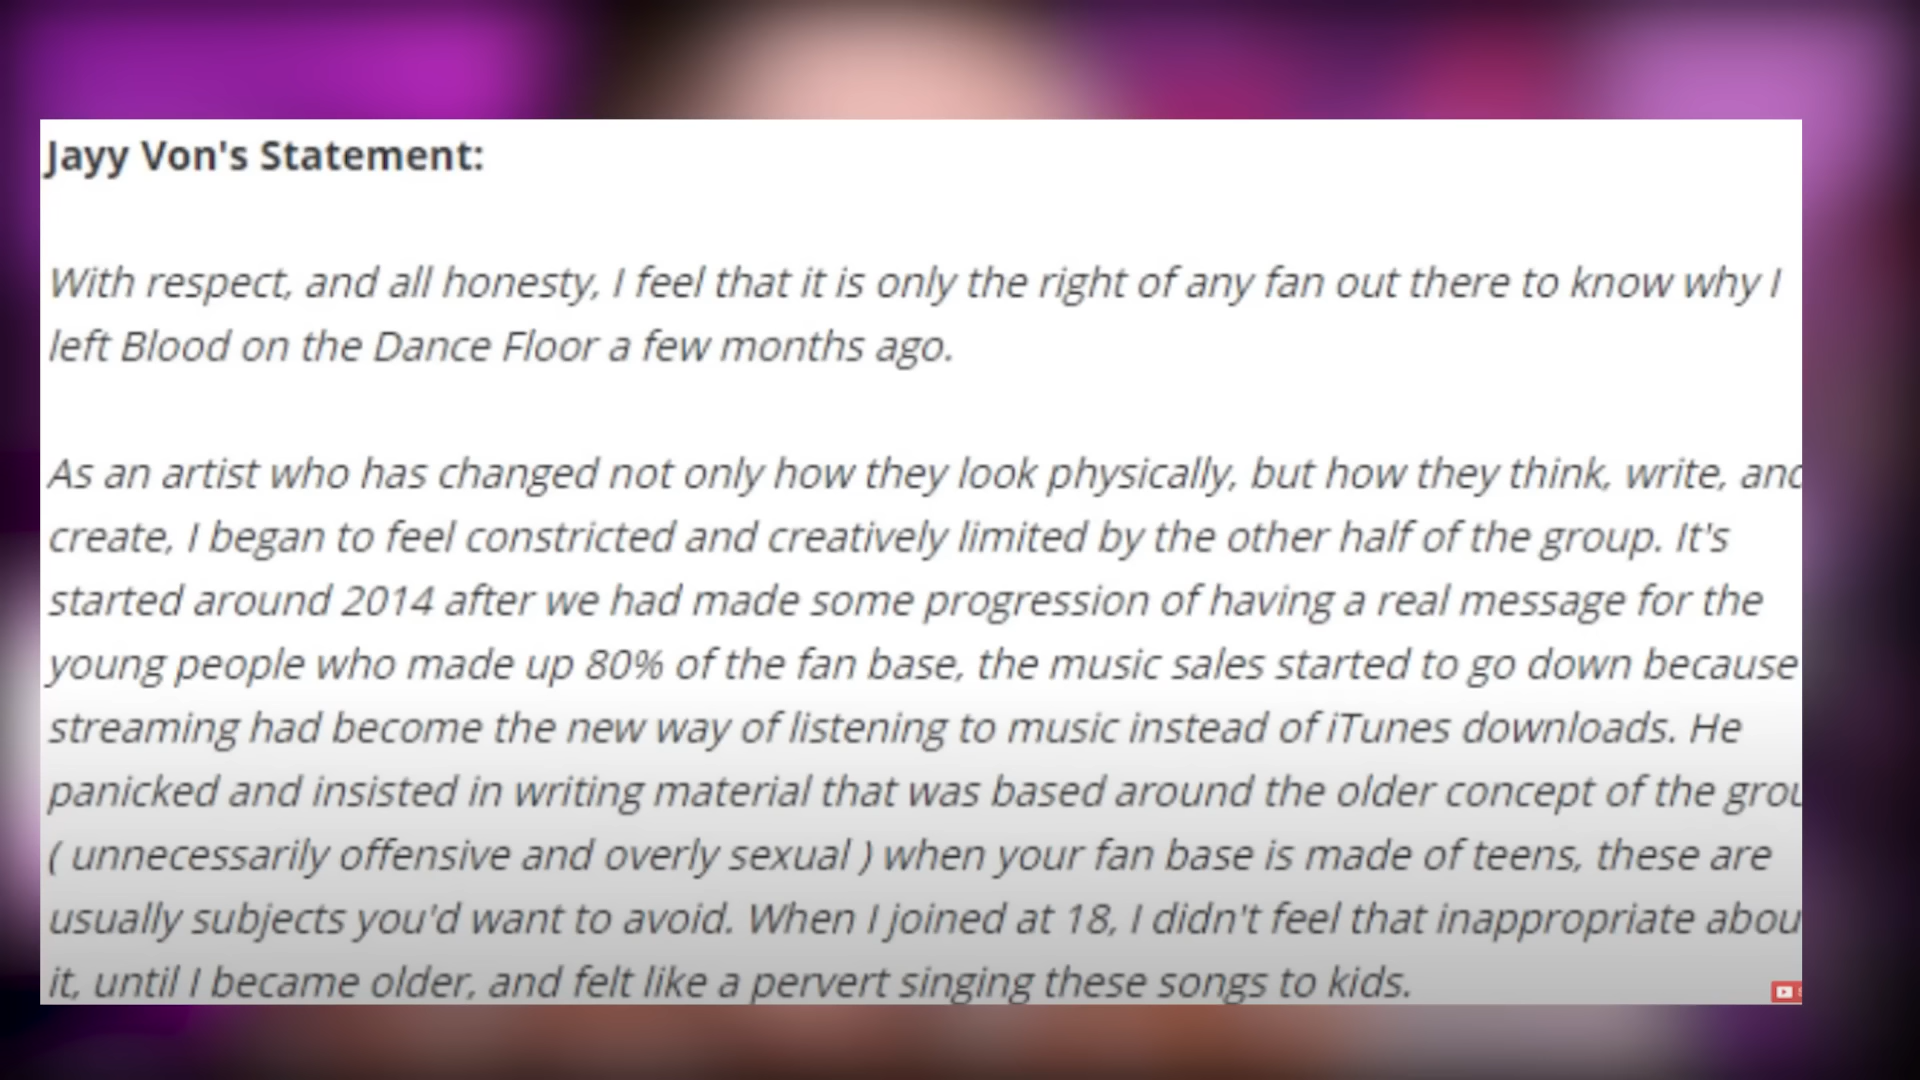 Jayy Von's Statement:
With respect, and all honesty, I feel that it is only the right of any fan out there to know why I
left Blood on the Dance Floor a few months ago.
As an artist who has changed not only how they look physically, but how they think, write, and
create, I began to feel constricted and creatively limited by the other half of the group. It's
started around 2014 after we had made some progression of having a real message for the
young people who made up 80% of the fan base, the music sales started to go down because
streaming had become the new way of listening to music instead of iTunes downloads. He
panicked and insisted in writing material that was based around the older concept of the grou
( unnecessarily offensive and overly sexual ) when your fan base is made of teens, these are
usually subjects you'd want to avoid. When I joined at 18, I didn't feel that inappropriate abou
it, until I became older, and felt like a pervert singing these songs to kids.